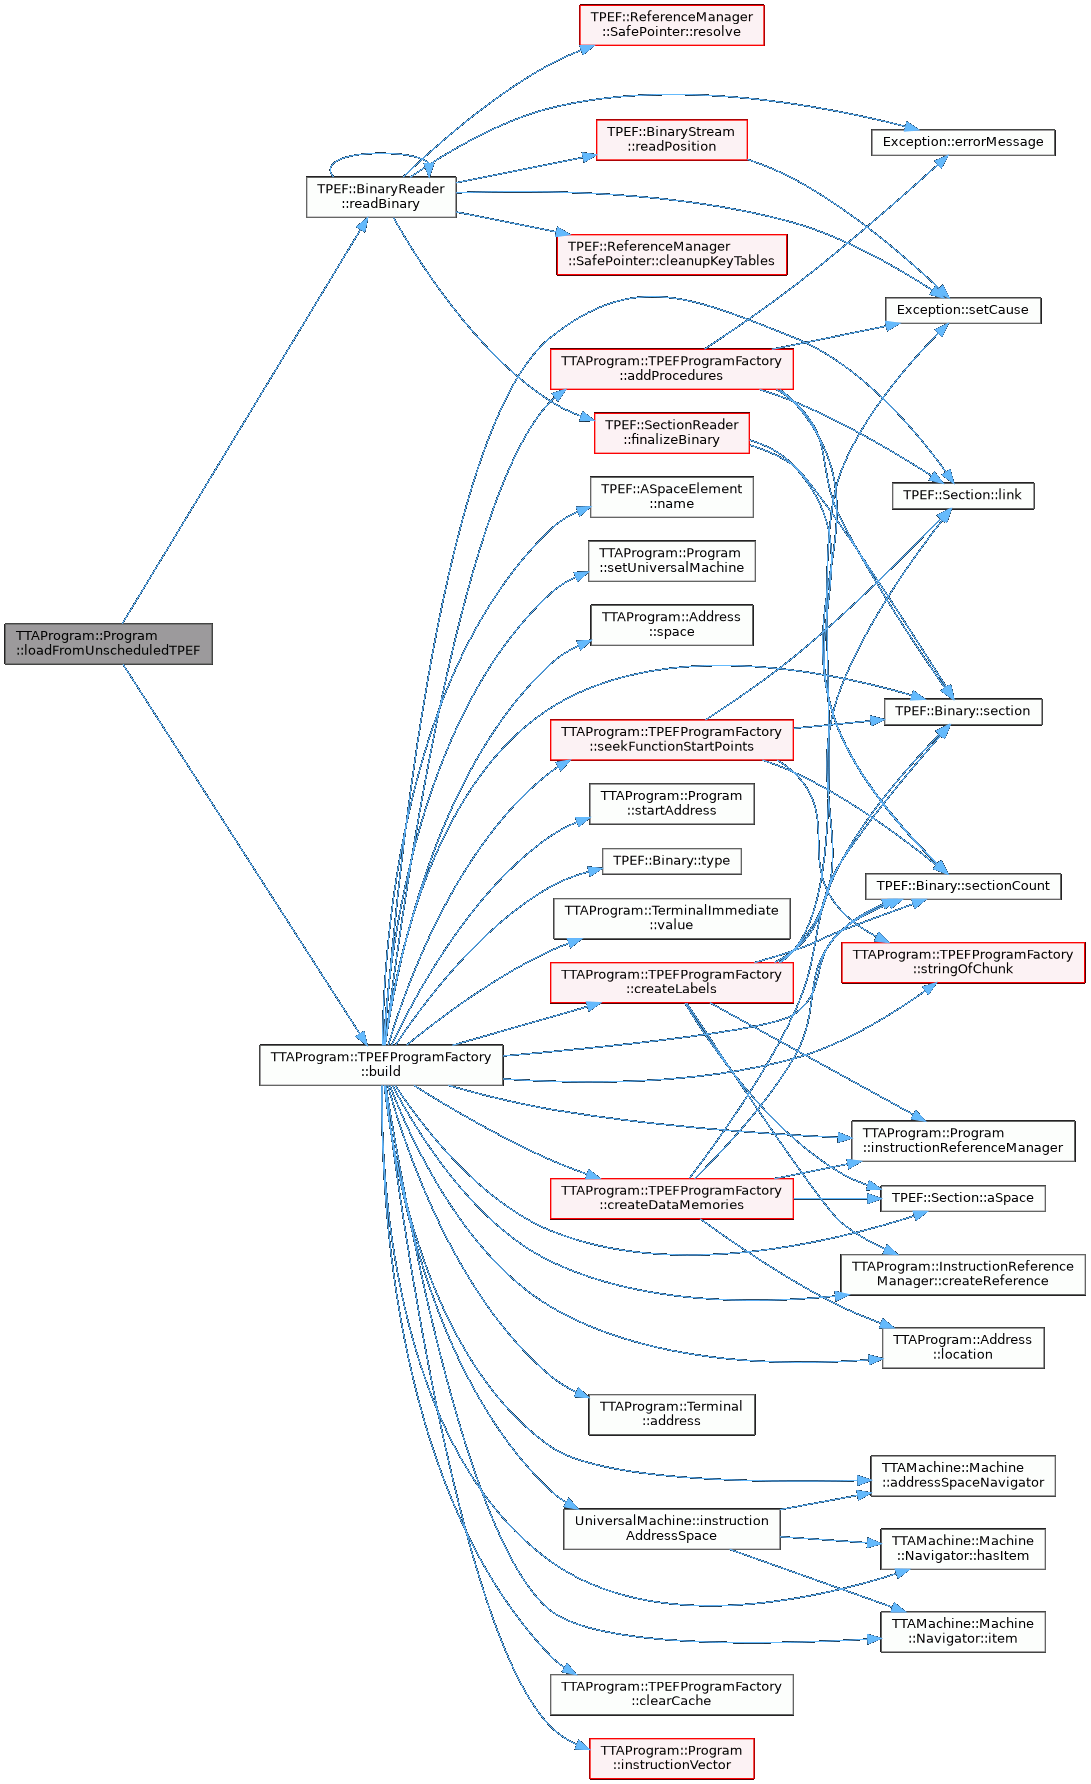 TPEF::ReferenceManager
::SafePointer::resolve
Exception::errorMessage
TPEF::BinaryStream
::readPosition
TPEF::BinaryReader
::readBinary
TPEF::ReferenceManager
::SafePointer::cleanupKeyTables
Exception::setCause
TTAProgram::TPEFProgramFactory
::addProcedures
TPEF::SectionReader
::finalizeBinary
TPEF::ASpaceElement
::name
TPEF::Section::link
TTAProgram::Program
::setUniversalMachine
TTAProgram::Address
::space
TTAProgram::Program
::loadFromUnscheduledTPEF
TPEF::Binary::section
TTAProgram::TPEFProgramFactory
::seekFunctionStartPoints
TTAProgram::Program
::startAddress
TPEF::Binary::type
TPEF::Binary::sectionCount
TTAProgram::TerminalImmediate
::value
TTAProgram::TPEFProgramFactory
::stringOfChunk
TTAProgram::TPEFProgramFactory
::createLabels
TTAProgram::TPEFProgramFactory
::build
TTAProgram::Program
::instructionReferenceManager
TTAProgram::TPEFProgramFactory
::createDataMemories
TPEF::Section::aSpace
TTAProgram::InstructionReference
Manager::createReference
TTAProgram::Address
::location
TTAProgram::Terminal
::address
TTAMachine::Machine
::addressSpaceNavigator
UniversalMachine::instruction
AddressSpace
TTAMachine::Machine
::Navigator::hasItem
TTAMachine::Machine
::Navigator::item
TTAProgram::TPEFProgramFactory
::clearCache
TTAProgram::Program
::instructionVector